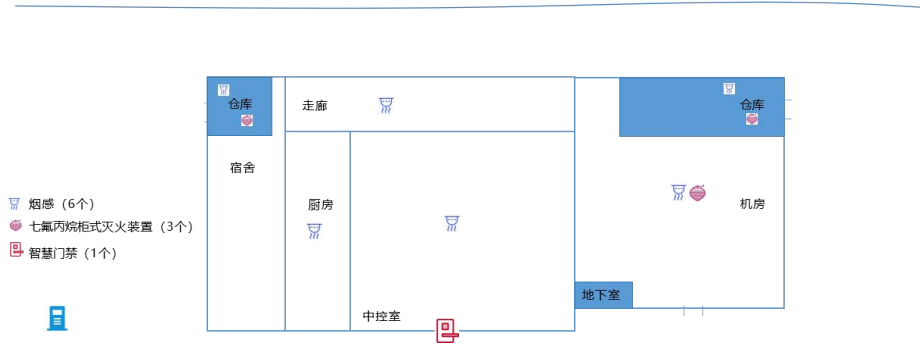 仓库
走廊
仓库
宿舍
烟感（6个）
厨房
机房
七氟丙烷柜式灭火装置（3个）
智慧门禁（1个）
地下室
中控室